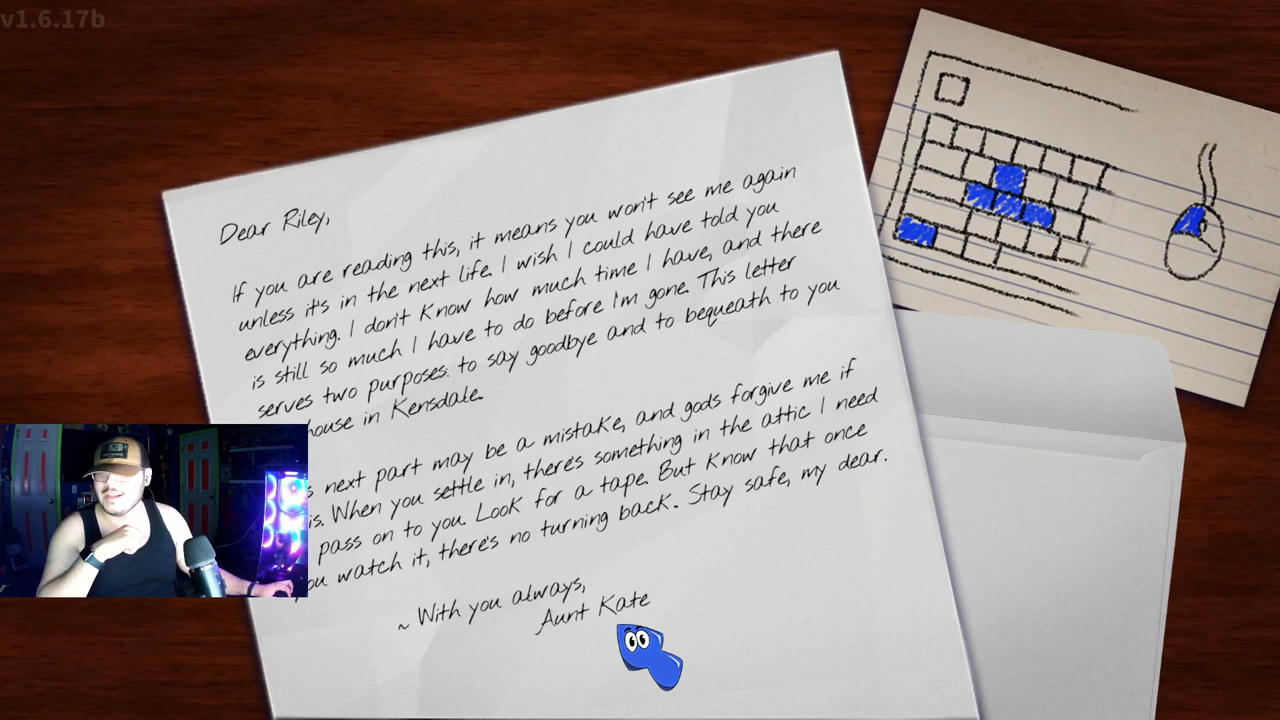 v1.6.17b
Dear Riley,
If you are reading this, it means you won't see me again
unless it's in the next life. I wish I could have told you
everything. I don't know how much time I have, and there
is still so much I have to do before I'm gone. This letter
serves two purposes: to say goodbye and to bequeath to you
house in Kensdale.
next part may be a mistake, and gods forgive me if
is. When you settle in, there's something in the attic I need
pass on to you. Look for a tape. But know that once
you watch it, there's no turning back. Stay safe, my dear.
~ With you always,
Aunt Kate